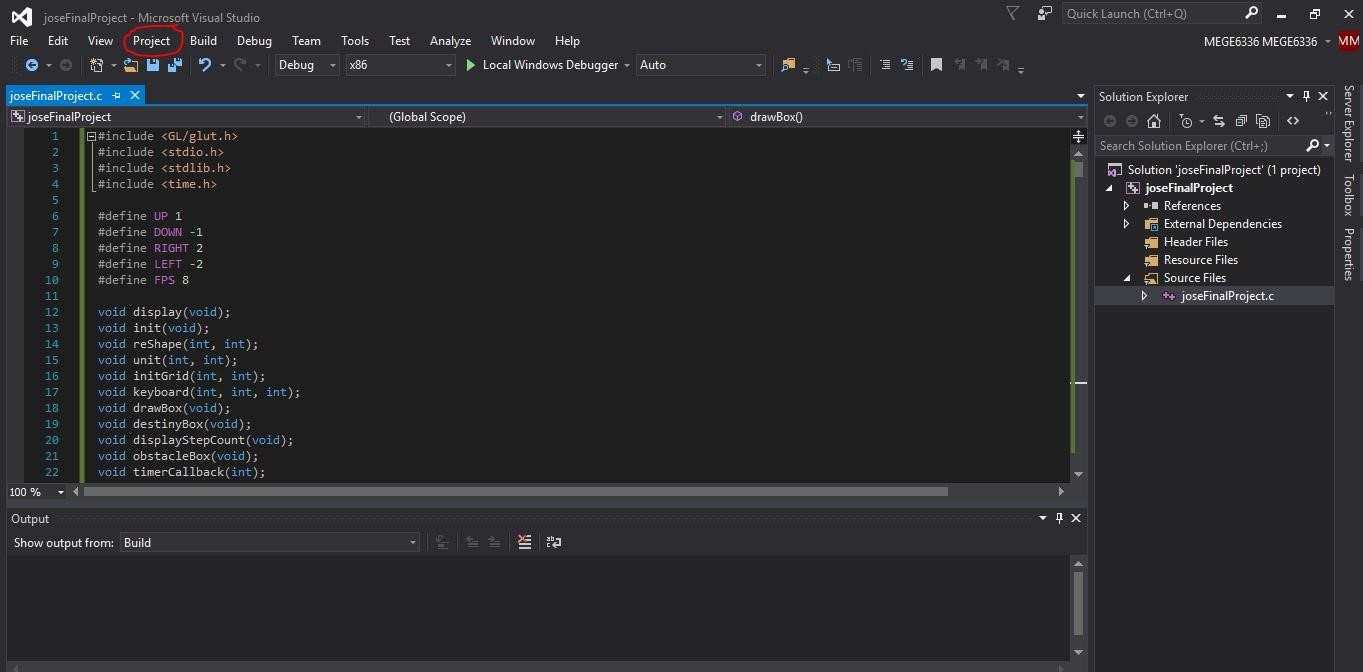 joseFinalProject - Microsoft Visual Studio
Quick Launch (Ctrl+Q)
File Edit View Project Build Debug Team Tools Test Analyze Window Help
MEGE6336 MEGE6336 MM
Debug x86 Local Windows Debugger Auto
joseFinalProject.c
joseFinalProject (Global Scope) drawBox()
1 #include <GL/glut.h>
2 #include <stdio.h>
3 #include <stdlib.h>
4 #include <time.h>
5
6 #define UP 1
7 #define DOWN -1
8 #define RIGHT 2
9 #define LEFT -2
10 #define FPS 8
11
12 void display(void);
13 void init(void);
14 void reShape(int, int);
15 void unit(int, int);
16 void initGrid(int, int);
17 void keyboard(int, int, int);
18 void drawBox(void);
19 void destinyBox(void);
20 void displayStepCount(void);
21 void obstacleBox(void);
22 void timerCallback(int);
100 %
Output
Show output from: Build
Solution Explorer
Search Solution Explorer (Ctrl+;)
Solution 'joseFinalProject' (1 project)
joseFinalProject
References
External Dependencies
Header Files
Resource Files
Source Files
joseFinalProject.c
Server Explorer
Toolbox
Properties